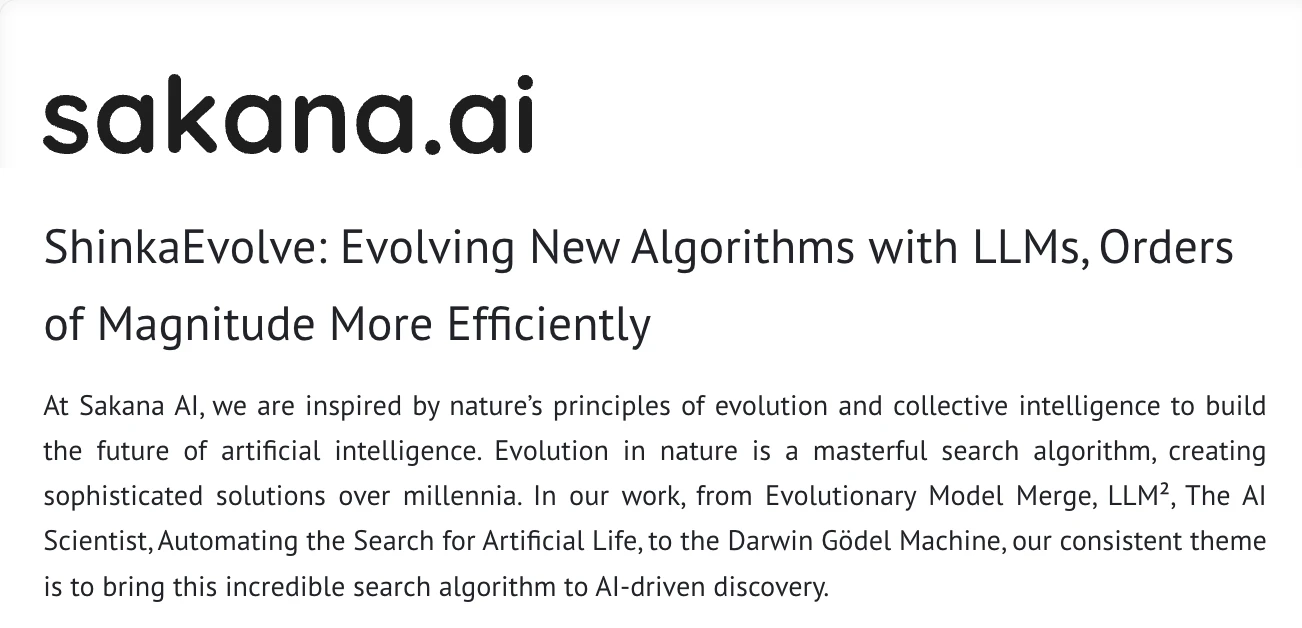 sakana.ai
ShinkaEvolve: Evolving New Algorithms with LLMs, Orders
of Magnitude More Efficiently
At Sakana AI, we are inspired by nature’s principles of evolution and collective intelligence to build
the future of artificial intelligence. Evolution in nature is a masterful search algorithm, creating
sophisticated solutions over millennia. In our work, from Evolutionary Model Merge, LLM², The AI
Scientist, Automating the Search for Artificial Life, to the Darwin Gödel Machine, our consistent theme
is to bring this incredible search algorithm to AI-driven discovery.